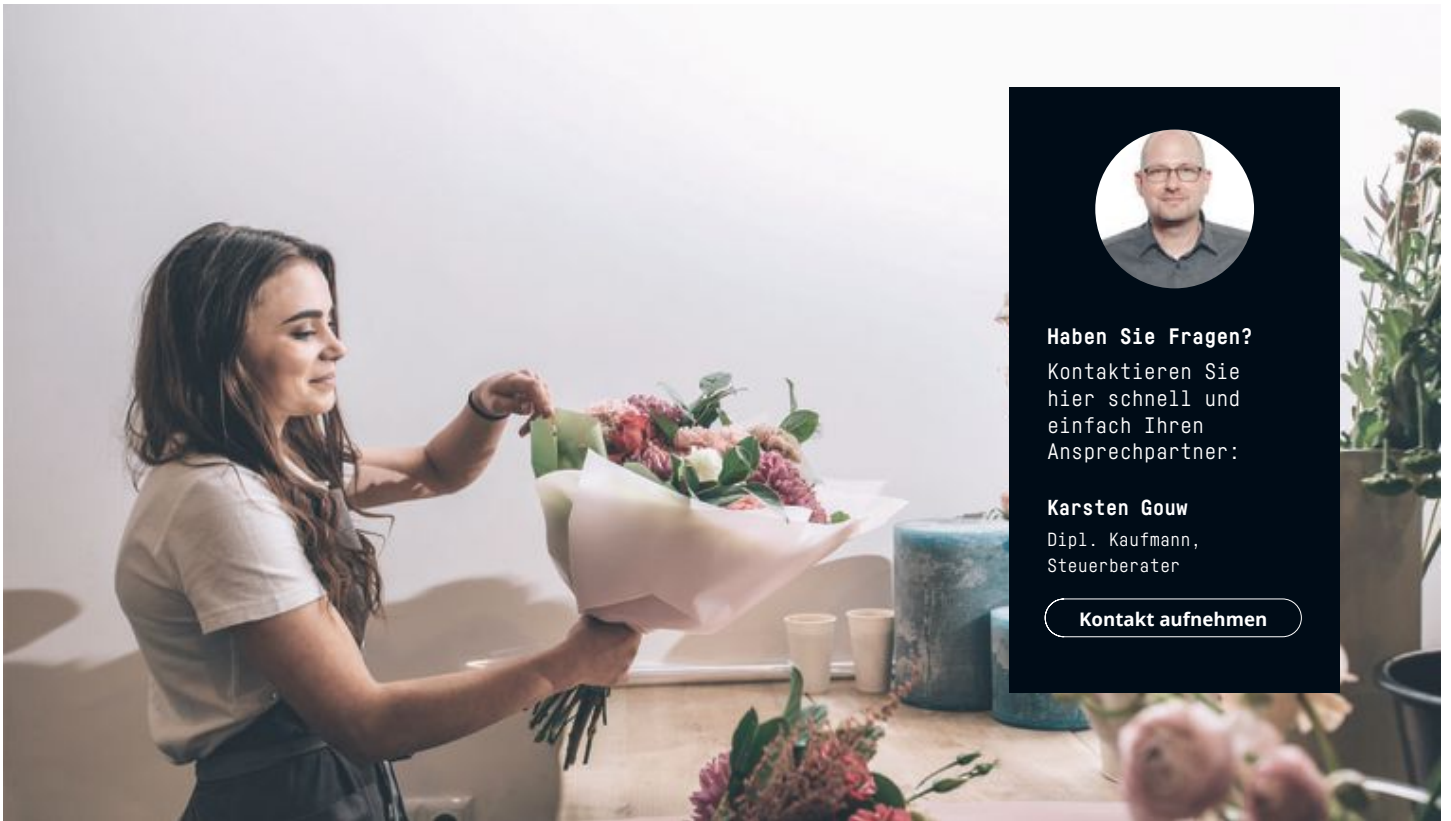 Haben Sie Fragen?
Kontaktieren Sie
hier schnell und
einfach Ihren
Ansprechpartner:
Karsten Gouw
Dipl. Kaufmann,
Steuerberater
Kontakt aufnehmen